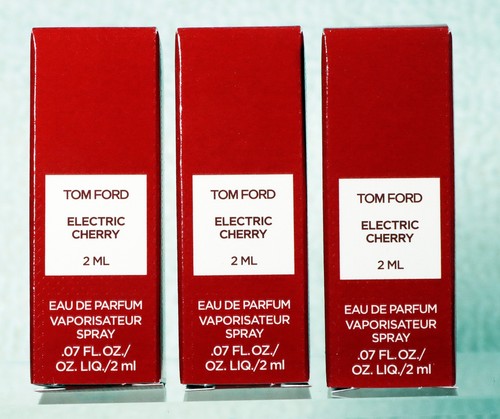 TOM FORD
ELECTRIC
CHERRY
2 ML
EAU DE PARFUM
VAPORISATEUR
SPRAY
.07 FL. OZ./
OZ. LIQ./2 ml
TOM FORD
ELECTRIC
CHERRY
2 ML
EAU DE PARFUM
VAPORISATEUR
SPRAY
.07 FL. OZ./
OZ. LIQ./2 ml
TOM FORD
ELECTRIC
CHERRY
2 ML
EAU DE PARFUM
VAPORISATEUR
SPRAY
.07 FL. OZ./
OZ. LIQ./2 ml